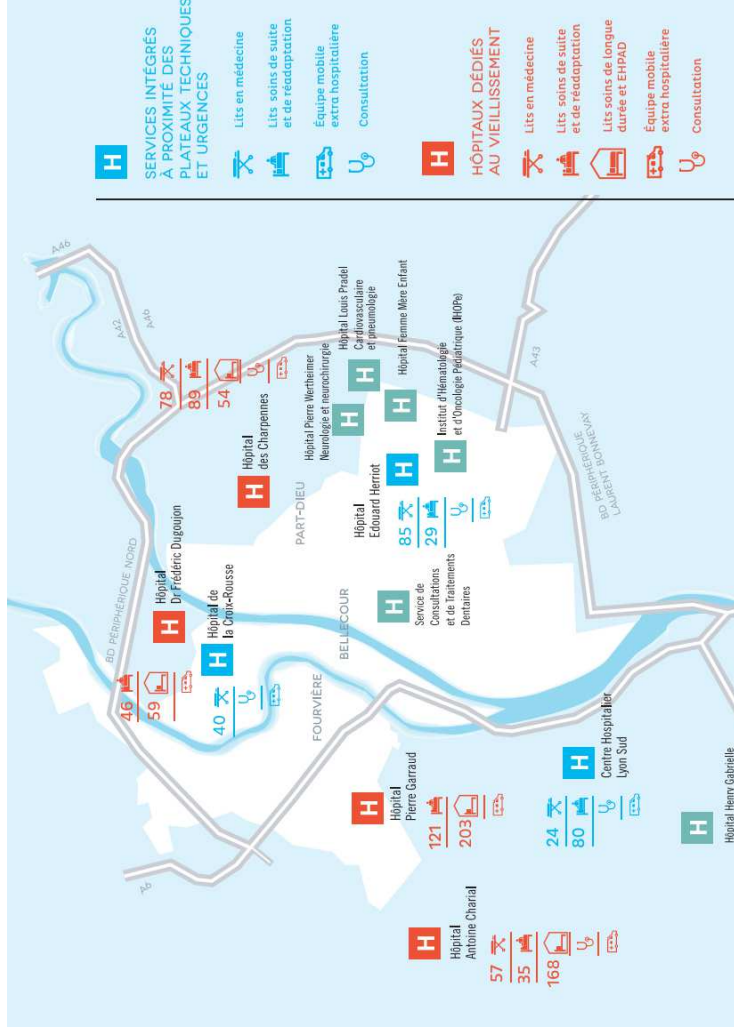 A46
A42
A46
BD PÉRIPHÉRIQUE NORD
A6
46
59
Hôpital
Dr Frédéric Dugoujon
40
Hôpital de
la Croix-Rousse
H
H
78
89
54
Hôpital
des Charpennes
H
FOURVIÈRE
BELLECOUR
PART-DIEU
Hôpital Pierre Wertheimer
Neurologie et neurochirurgie
H
Hôpital Louis Pradel
Cardiovasculaire
et pneumologie
H
Hôpital Femme Mère Enfant
H
Hôpital
Edouard Herriot
H
85
29
Institut d'Hématologie
et d'Oncologie Pédiatrique (IHOPe)
H
H
Service de
Consultations
et de Traitements
Dentaires
H
Hôpital
Pierre Garraud
121
203
H
Hôpital
Antoine Charial
57
35
168
H
Centre Hospitalier
Lyon Sud
24
80
H
Hôpital Henry Gabrielle
BD PÉRIPHÉRIQUE
LAURENT BONNEVAY
A43
H
SERVICES INTÉGRÉS
À PROXIMITÉ DES
PLATEAUX TECHNIQUES
ET URGENCES
Lits en médecine
Lits soins de suite
et de réadaptation
Équipe mobile
extra hospitalière
Consultation
H
HÔPITAUX DÉDIÉS
AU VIEILLISSEMENT
Lits en médecine
Lits soins de suite
et de réadaptation
Lits soins de longue
durée et EHPAD
Équipe mobile
extra hospitalière
Consultation